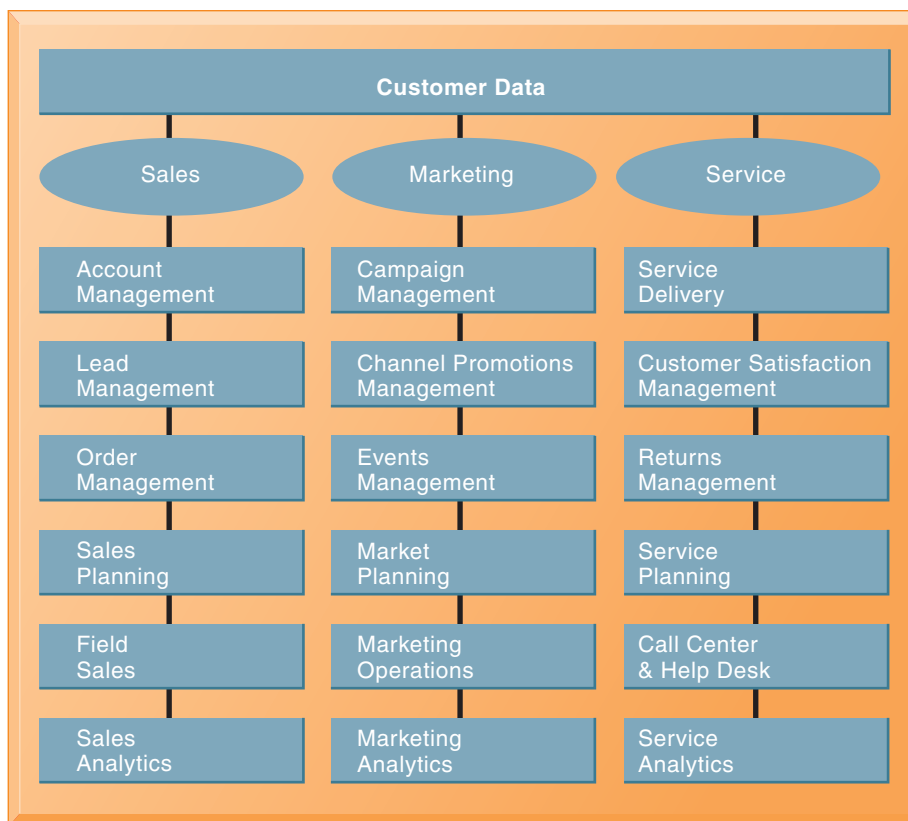 Customer Data
Sales
Marketing
Service
Account
Management
Lead
Management
Order
Management
Sales
Planning
Field
Sales
Sales
Analytics
Campaign
Management
Channel Promotions
Management
Events
Management
Market
Planning
Marketing
Operations
Marketing
Analytics
Service
Delivery
Customer Satisfaction
Management
Returns
Management
Service
Planning
Call Center
& Help Desk
Service
Analytics